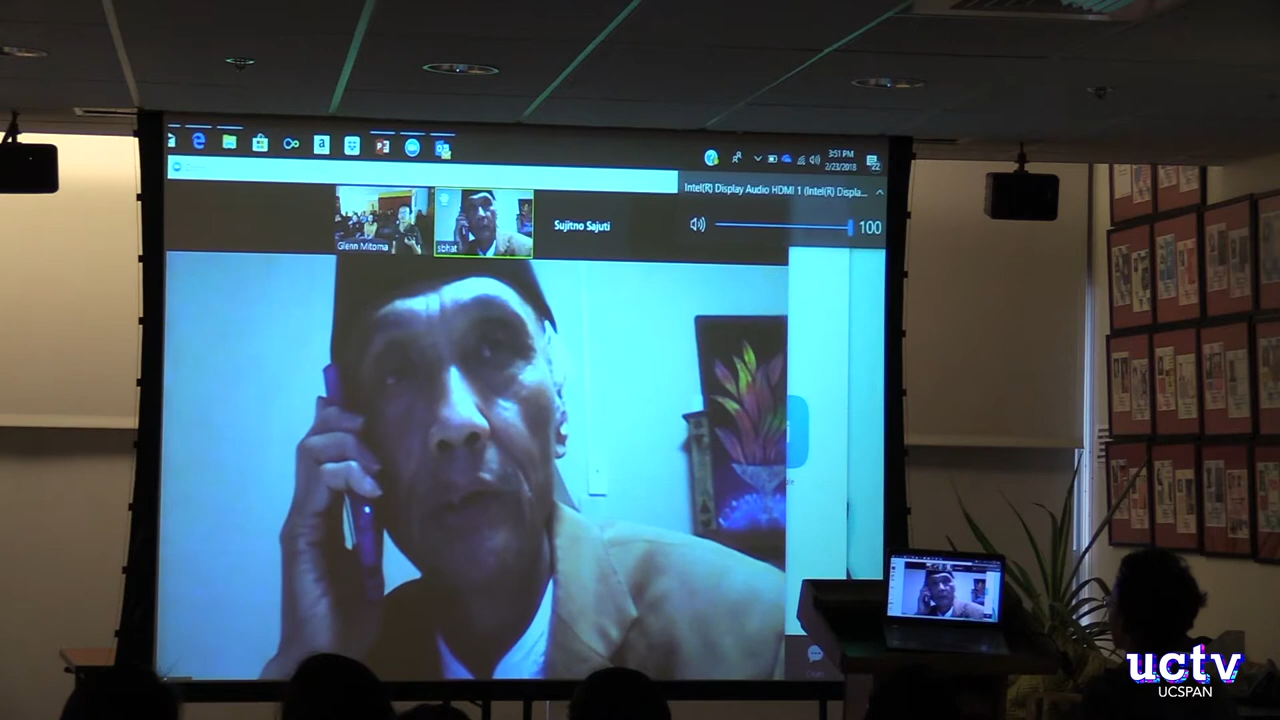 a
P
3:51 PM
2/23/2018
22
Intel(R) Display Audio HDMI 1 (Intel(R) Displa...
100
Glenn Mitoma
sbhat
Sujitno Sajuti
uctv
UCSPAN